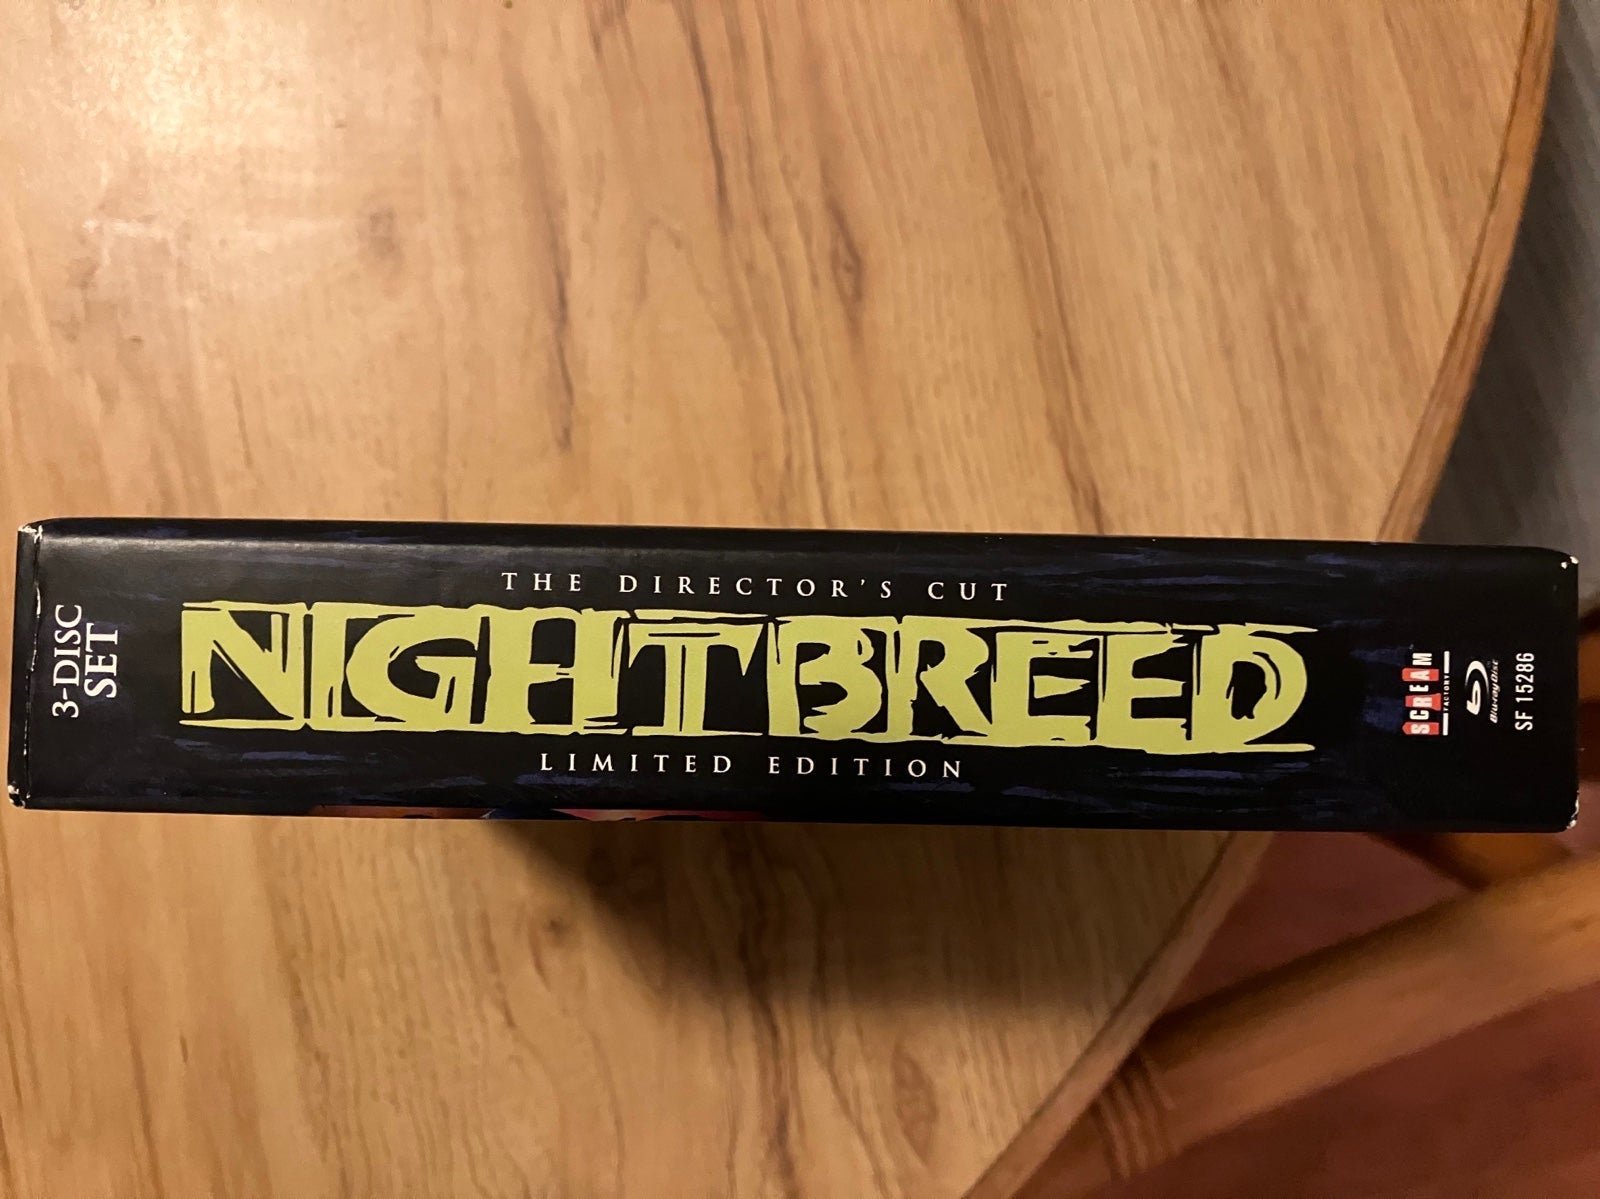 3-DISC
SET
THE DIRECTOR'S CUT
NIGHTBREED
LIMITED EDITION
SCREAM
FACTORY
Blu-ray Disc
SF 15286